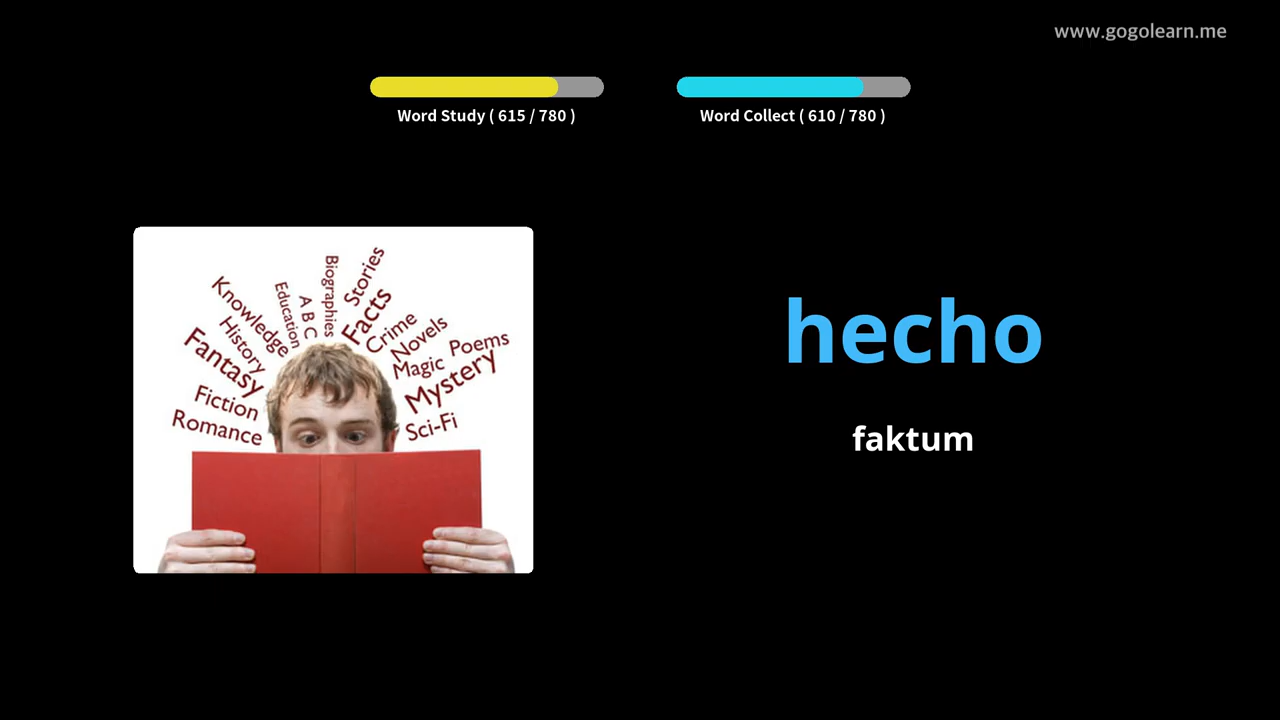 www.gogolearn.me
Word Study ( 615 / 780 )
Word Collect ( 610 / 780 )
Biographies
Stories
Education
A B C
Facts
Knowledge
Crime
History
Novels
Poems
Fantasy
Magic
Mystery
Fiction
Romance
Sci-Fi
hecho
faktum